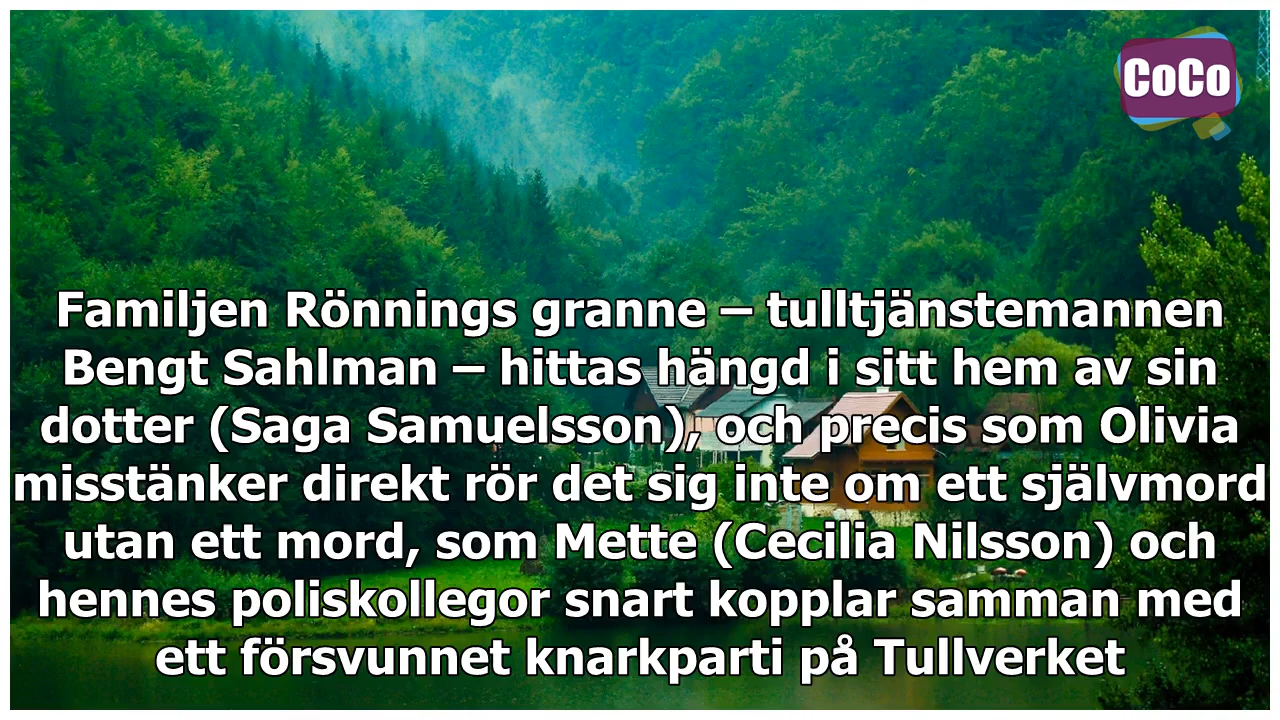 CoCo
Familjen Rönnings granne – tulltjänstemannen
Bengt Sahlman – hittas hängd i sitt hem av sin
dotter (Saga Samuelsson), och precis som Olivia
misstänker direkt rör det sig inte om ett självmord
utan ett mord, som Mette (Cecilia Nilsson) och
hennes poliskollegor snart kopplar samman med
ett försvunnet knarkparti på Tullverket